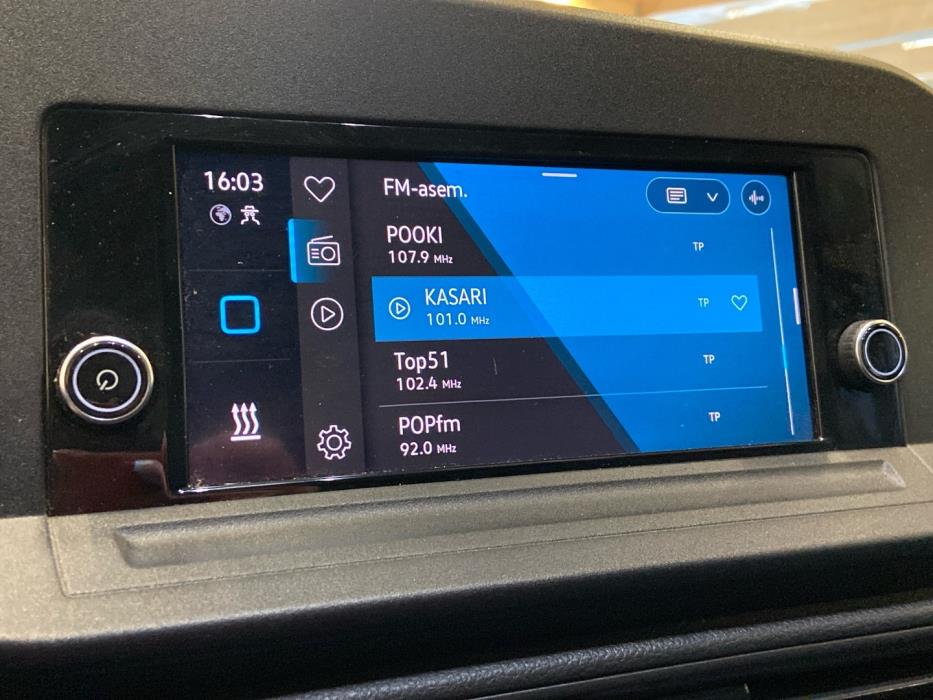 16:03
FM-asem.
POOKI
107.9 MHz
TP
KASARI
101.0 MHz
TP
Top51
102.4 MHz
TP
POPfm
92.0 MHz
TP